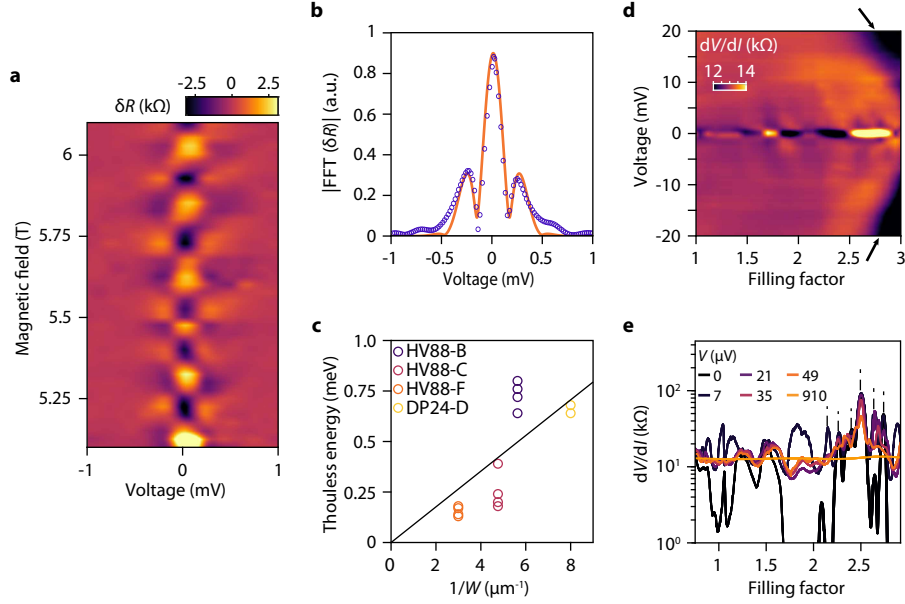 a
δR (kΩ)
-2.5 0 2.5
Magnetic field (T)
6
5.75
5.5
5.25
-1 0 1
Voltage (mV)
b
|FFT (δR)| (a.u.)
1
0.8
0.6
0.4
0.2
0
-1 -0.5 0 0.5 1
Voltage (mV)
c
Thouless energy (meV)
1.0
0.75
0.5
0.25
0
HV88-B
HV88-C
HV88-F
DP24-D
0 2 4 6 8
1/W (μm⁻¹)
d
dV/dI (kΩ)
12 14
Voltage (mV)
20
10
0
-10
-20
1 1.5 2 2.5 3
Filling factor
e
V (μV)
0 21 49
7 35 910
dV/dI (kΩ)
10²
10¹
10⁰
1 1.5 2 2.5
Filling factor